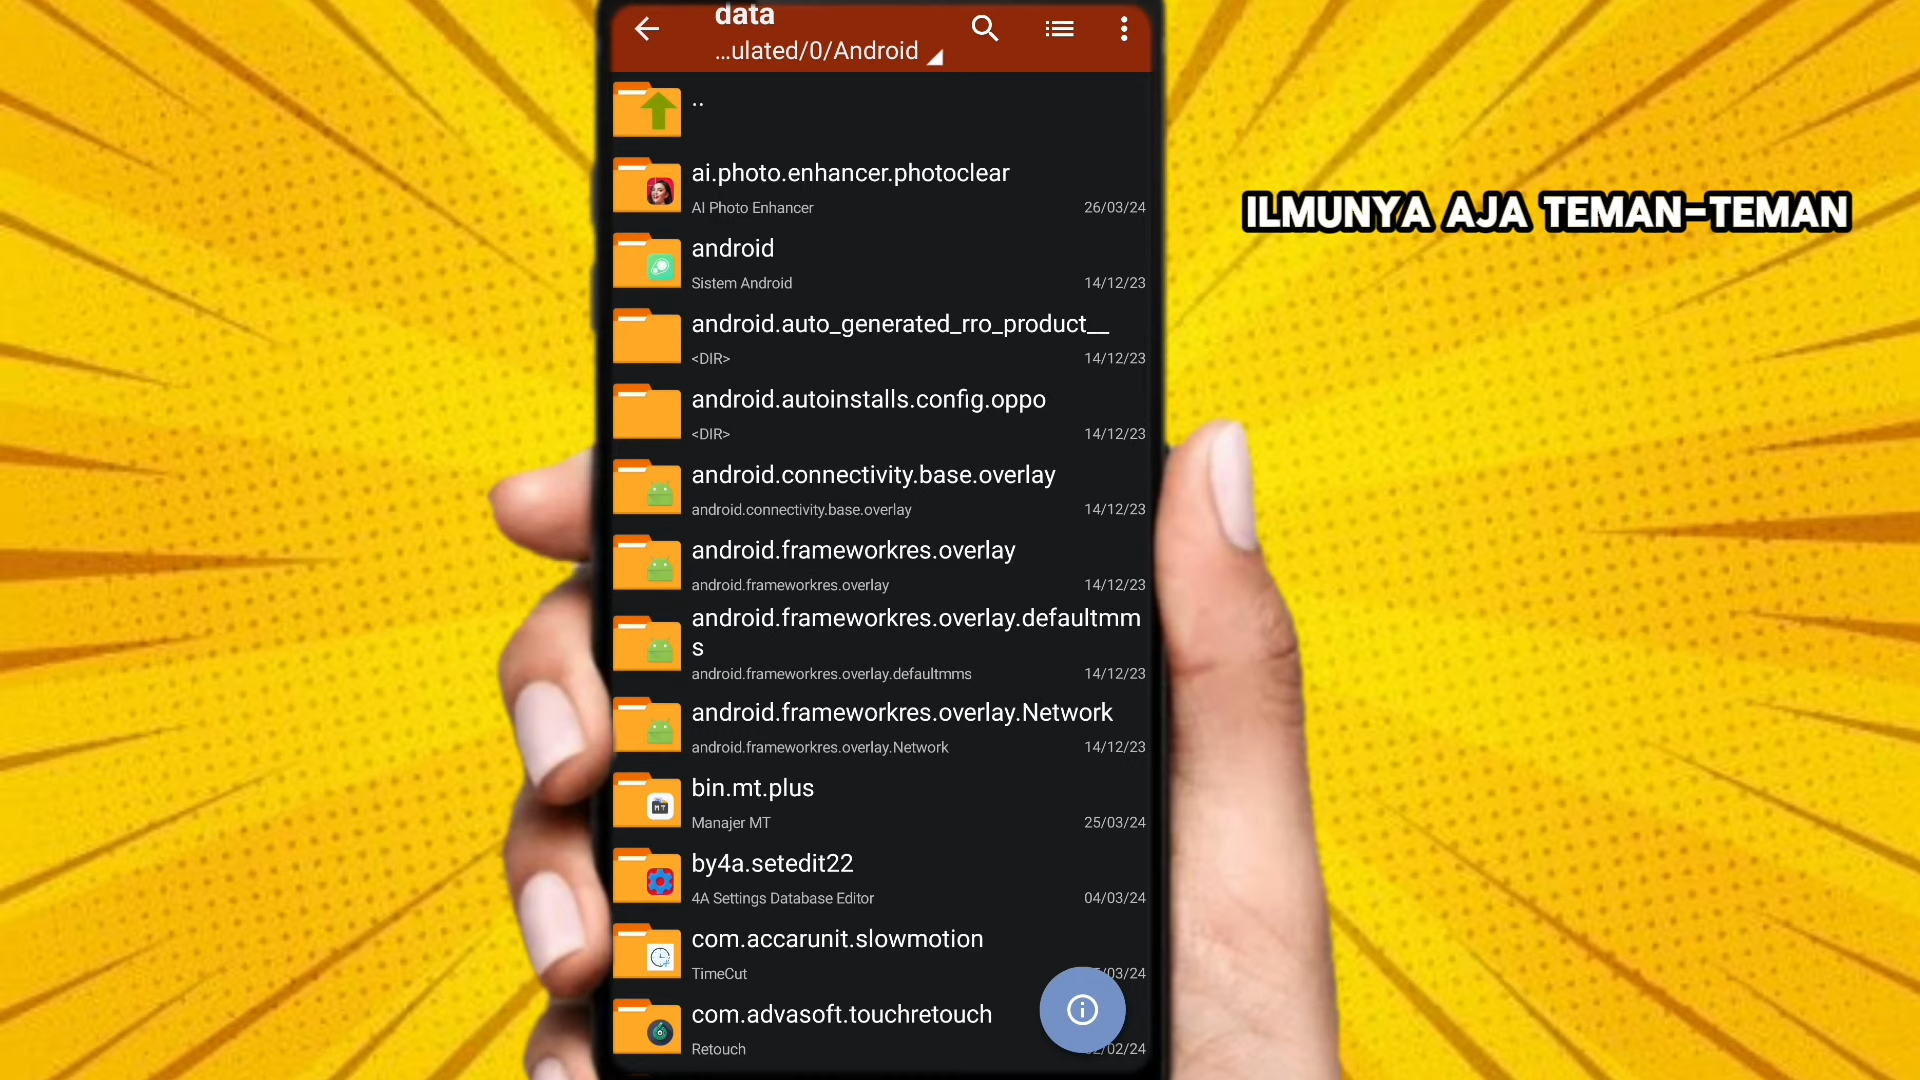 data
...ulated/0/Android
..
ai.photo.enhancer.photoclear
AI Photo Enhancer
26/03/24
ILMUNYA AJA TEMAN-TEMAN
android
Sistem Android
14/12/23
android.auto_generated_rro_product__
<DIR>
14/12/23
android.autoinstalls.config.oppo
<DIR>
14/12/23
android.connectivity.base.overlay
android.connectivity.base.overlay
14/12/23
android.frameworkres.overlay
android.frameworkres.overlay
14/12/23
android.frameworkres.overlay.defaultmm
s
android.frameworkres.overlay.defaultmms
14/12/23
android.frameworkres.overlay.Network
android.frameworkres.overlay.Network
14/12/23
bin.mt.plus
MT
Manajer MT
25/03/24
by4a.setedit22
4A Settings Database Editor
04/03/24
com.accarunit.slowmotion
TimeCut
/03/24
com.advasoft.touchretouch
Retouch
/02/24